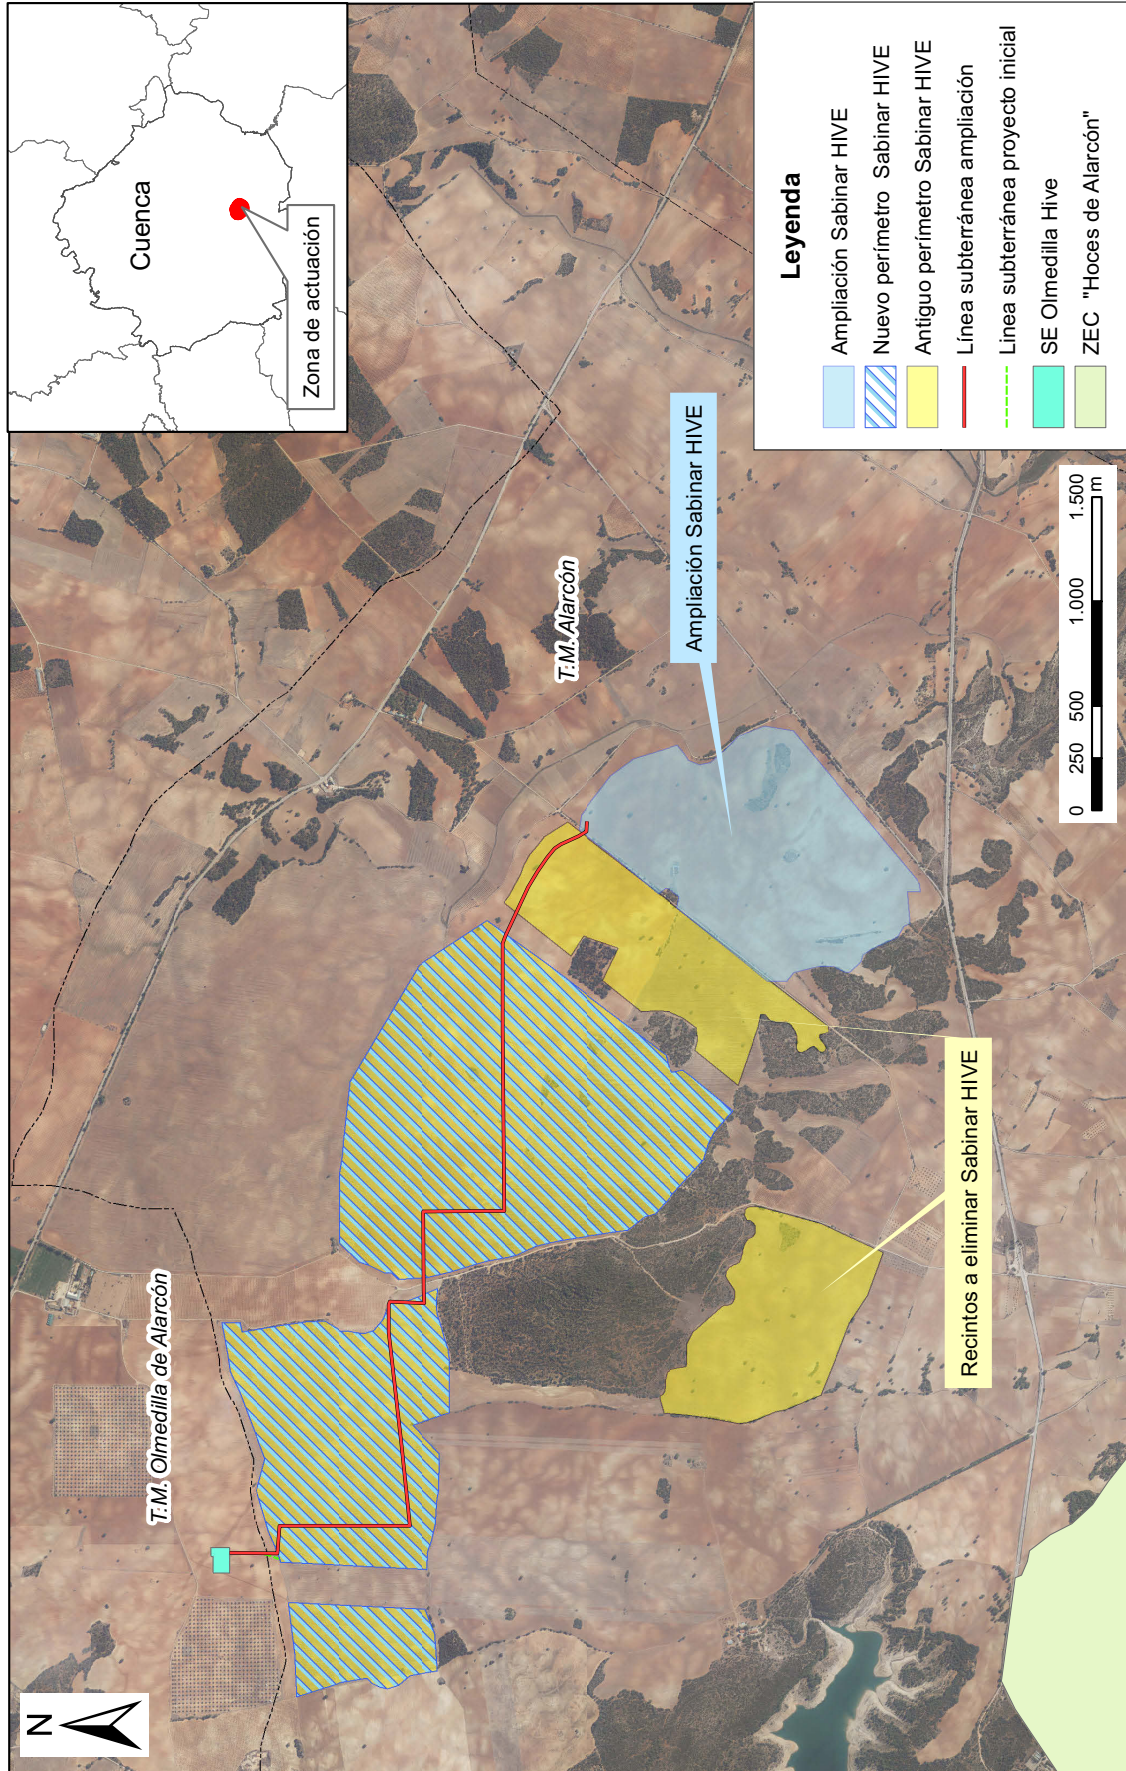 N
T.M. Olmedilla de Alarcón
T.M. Alarcón
Ampliación Sabinar HIVE
Recintos a eliminar Sabinar HIVE
Cuenca
Zona de actuación
0 250 500 1.000 1.500
m
Leyenda
Ampliación Sabinar HIVE
Nuevo perímetro Sabinar HIVE
Antiguo perímetro Sabinar HIVE
Línea subterránea ampliación
Linea subterránea proyecto inicial
SE Olmedilla Hive
ZEC "Hoces de Alarcón"